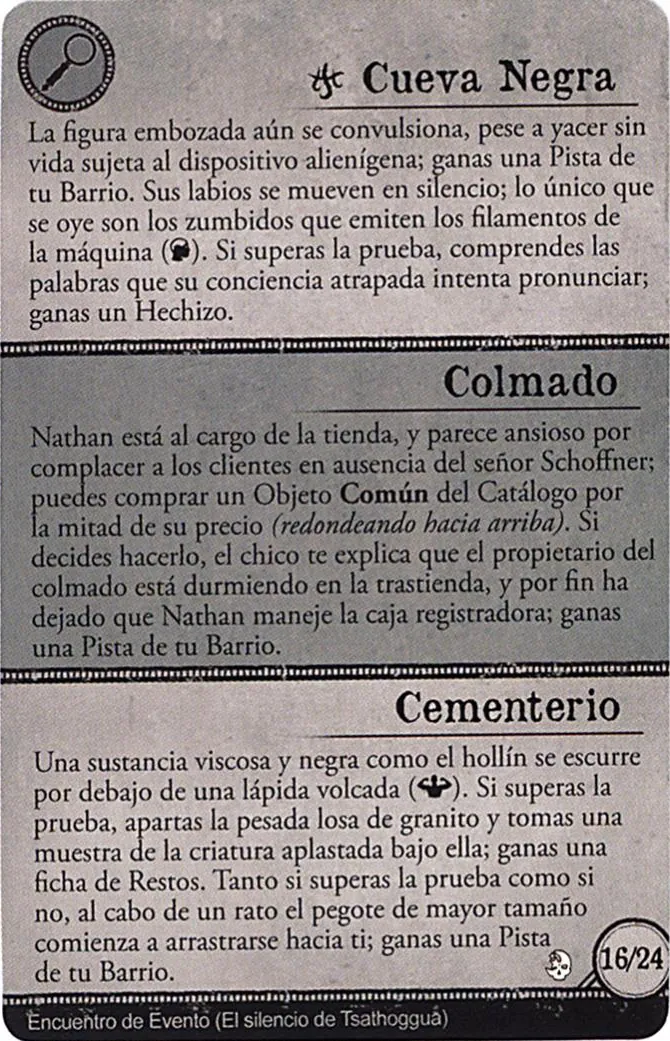 Cueva Negra
La figura embozada aún se convulsiona, pese a yacer sin
vida sujeta al dispositivo alienígena; ganas una Pista de
tu Barrio. Sus labios se mueven en silencio; lo único que
se oye son los zumbidos que emiten los filamentos de
la máquina (). Si superas la prueba, comprendes las
palabras que su conciencia atrapada intenta pronunciar;
ganas un Hechizo.
Colmado
Nathan está al cargo de la tienda, y parece ansioso por
complacer a los clientes en ausencia del señor Schoffner;
puedes comprar un Objeto Común del Catálogo por
la mitad de su precio (redondeando hacia arriba). Si
decides hacerlo, el chico te explica que el propietario del
colmado está durmiendo en la trastienda, y por fin ha
dejado que Nathan maneje la caja registradora; ganas
una Pista de tu Barrio.
Cementerio
Una sustancia viscosa y negra como el hollín se escurre
por debajo de una lápida volcada (). Si superas la
prueba, apartas la pesada losa de granito y tomas una
muestra de la criatura aplastada bajo ella; ganas una
ficha de Restos. Tanto si superas la prueba como si
no, al cabo de un rato el pegote de mayor tamaño
comienza a arrastrarse hacia ti; ganas una Pista
de tu Barrio.
16/24
Encuentro de Evento (El silencio de Tsathogguá)